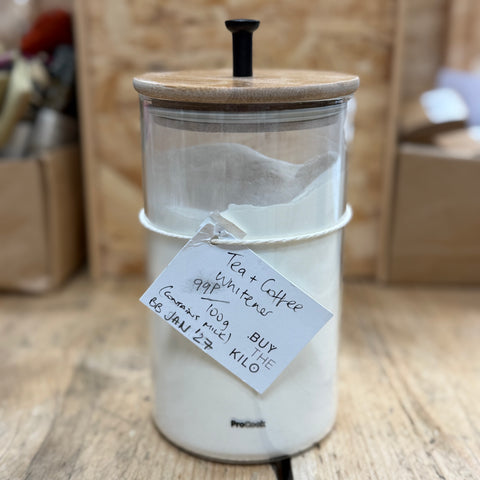 Tea + Coffee
Whitener
99P/100g
(CONTAINS MILK)
BB JAN '27
BUY
THE
KILO
ProCook